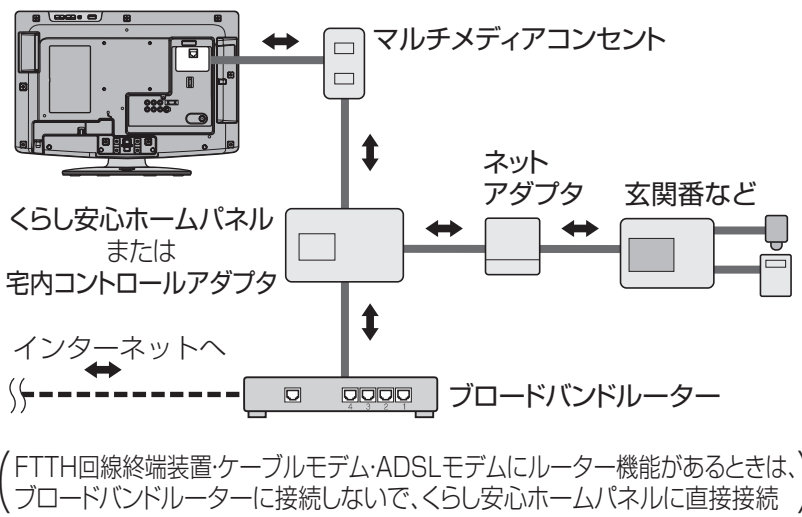 マルチメディアコンセント
ネット
アダプタ
玄関番など
くらし安心ホームパネル
または
宅内コントロールアダプタ
インターネットへ
4 3 2 1
ブロードバンドルーター
(FTTH回線終端装置・ケーブルモデム・ADSLモデムにルーター機能があるときは、
ブロードバンドルーターに接続しないで、くらし安心ホームパネルに直接接続)